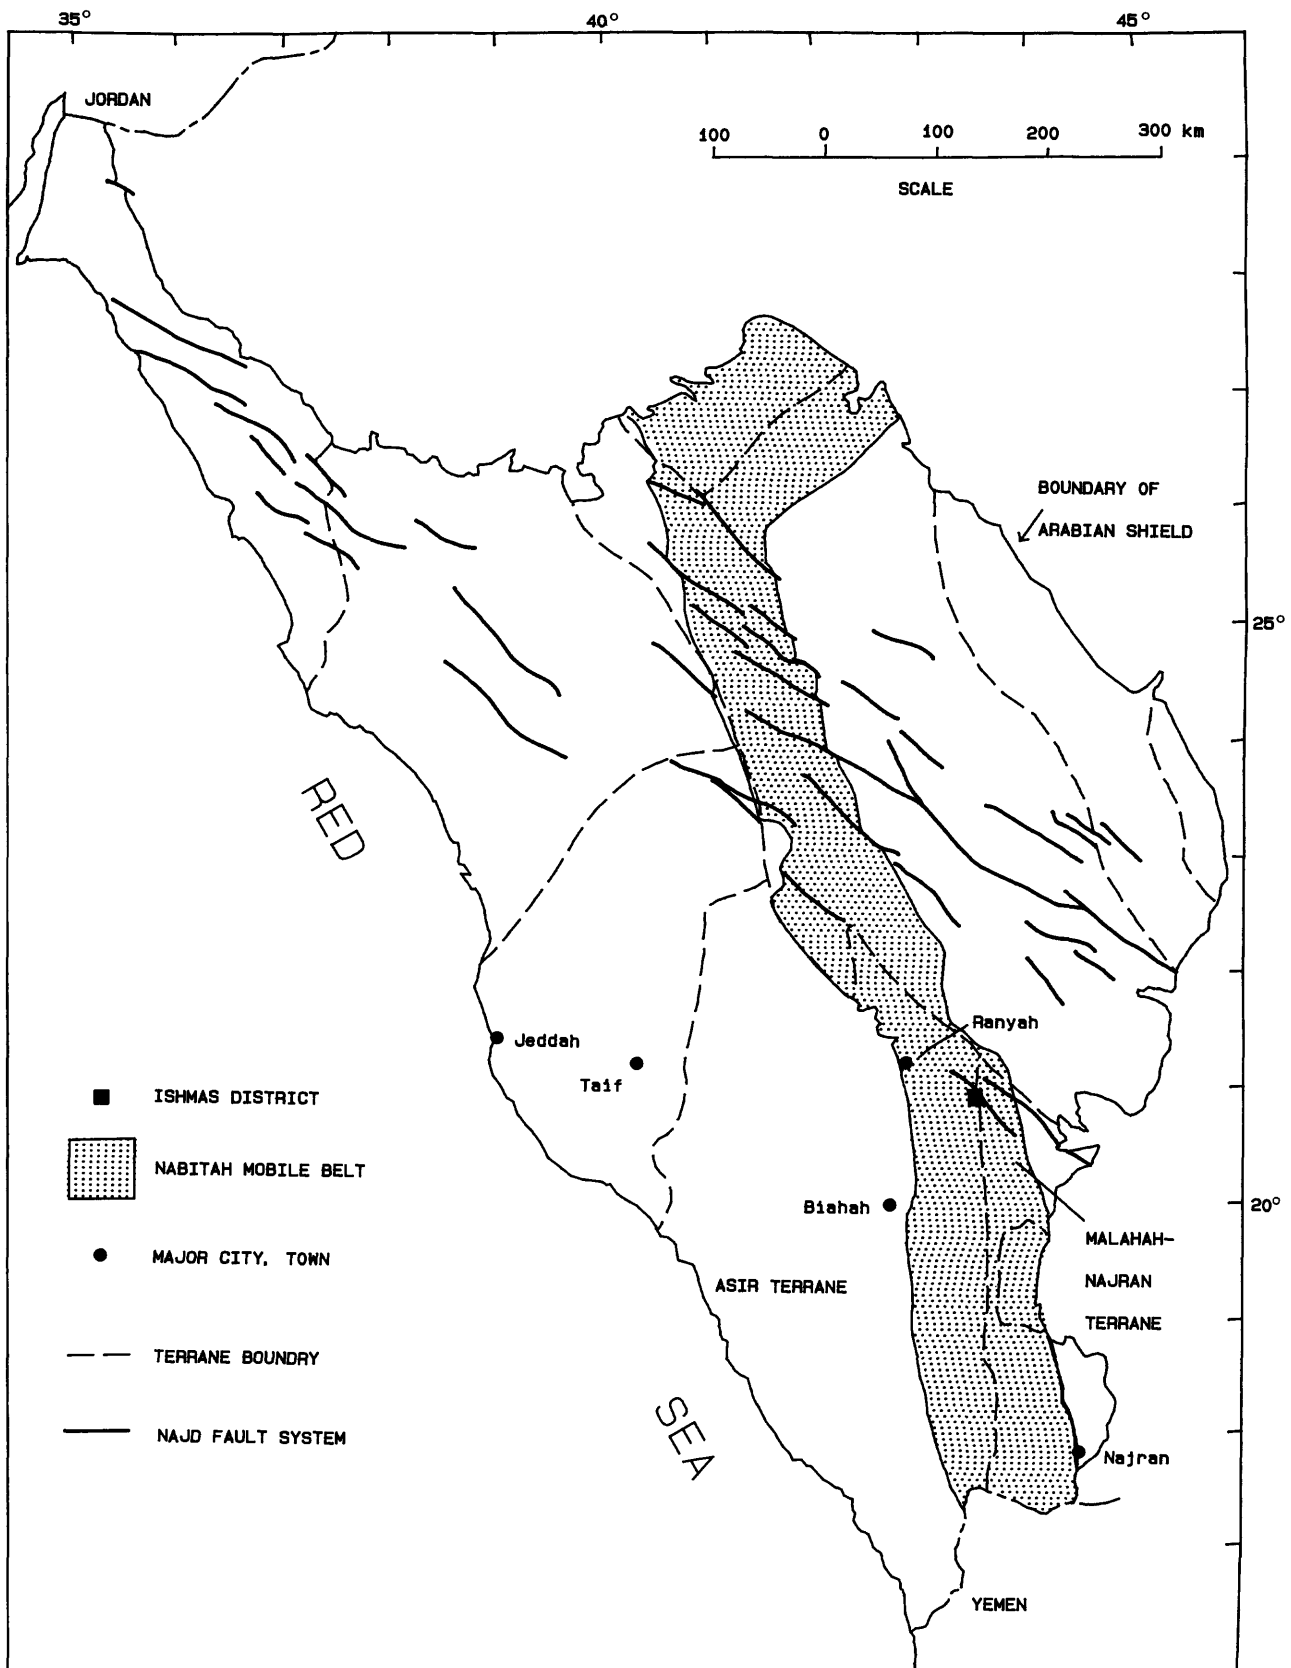 35° 40° 45°
JORDAN
100 0 100 200 300 km
SCALE
BOUNDARY OF
ARABIAN SHIELD
25°
RED
Ranyah
Jeddah
Taif
ISHMAS DISTRICT
NABITAH MOBILE BELT
Biahah
20°
MALAHAH-
NAJRAN
TERRANE
MAJOR CITY, TOWN
ASIR TERRANE
TERRANE BOUNDRY
SEA
NAJD FAULT SYSTEM
Najran
YEMEN